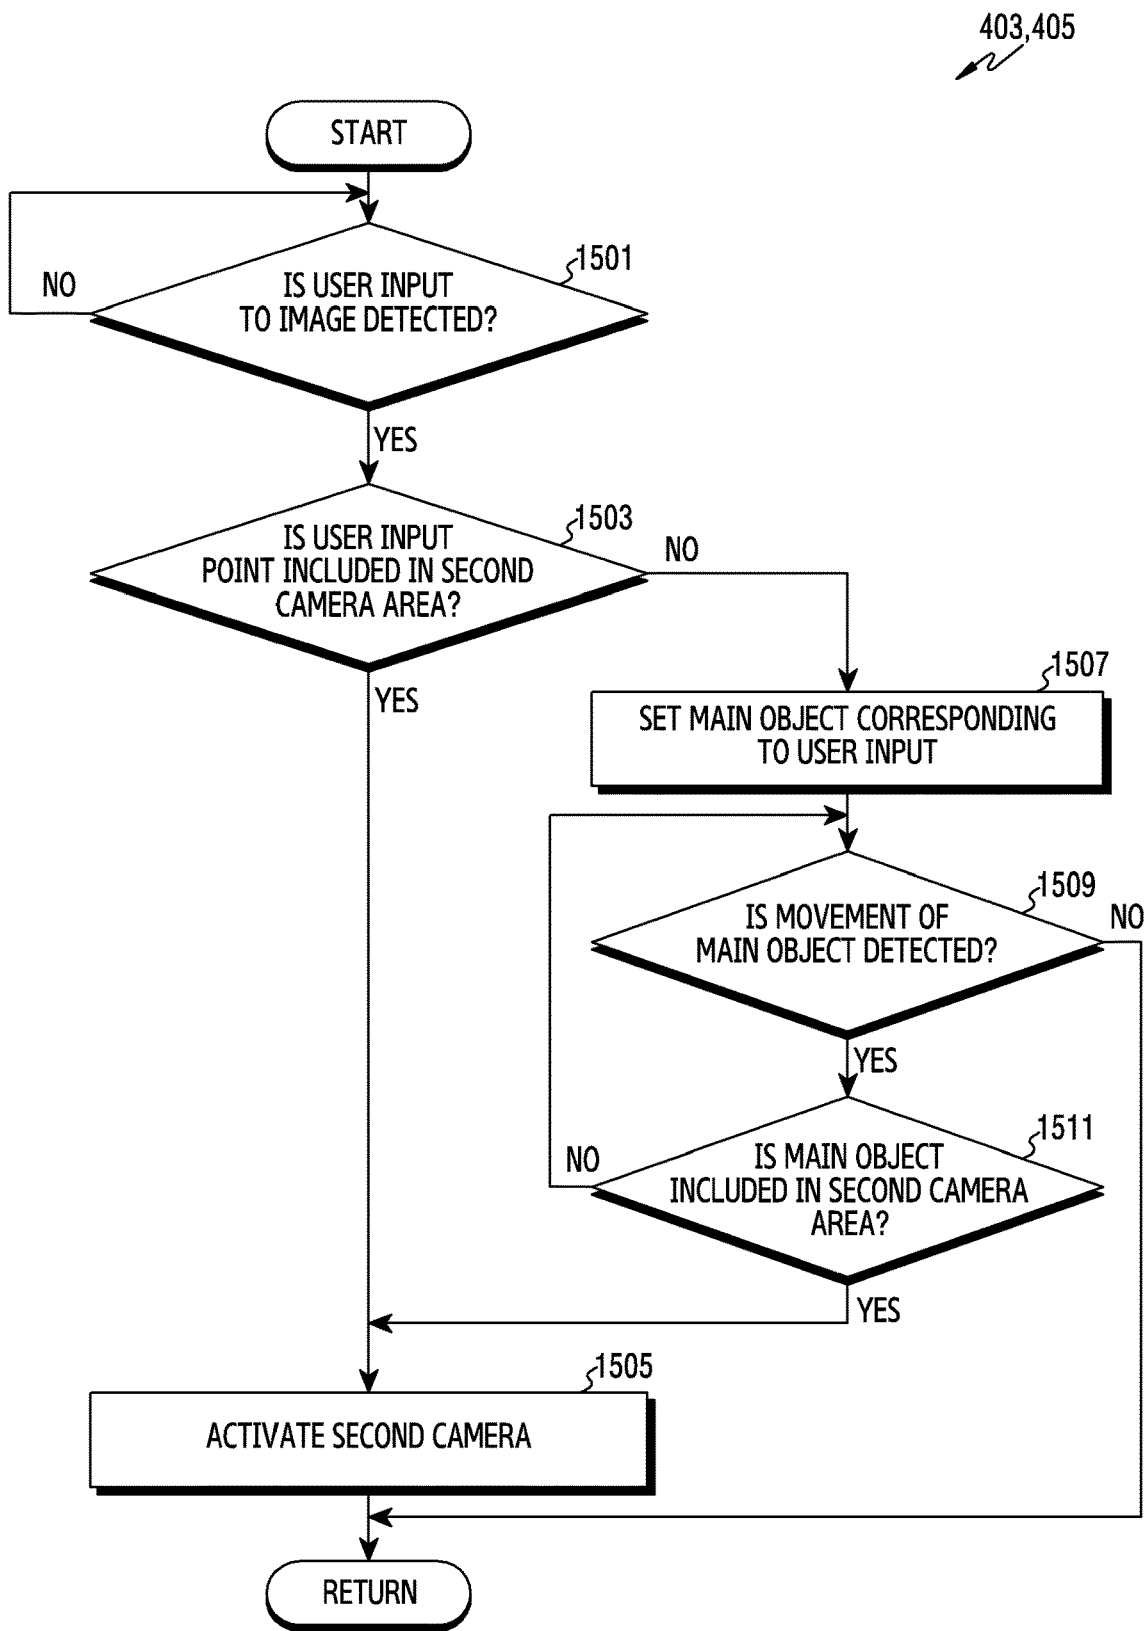 403,405
START
1501
NO
IS USER INPUT
TO IMAGE DETECTED?
YES
1503
IS USER INPUT
POINT INCLUDED IN SECOND
CAMERA AREA?
NO
YES
1507
SET MAIN OBJECT CORRESPONDING
TO USER INPUT
1509
IS MOVEMENT OF
MAIN OBJECT DETECTED?
NO
YES
1511
NO
IS MAIN OBJECT
INCLUDED IN SECOND CAMERA
AREA?
YES
1505
ACTIVATE SECOND CAMERA
RETURN